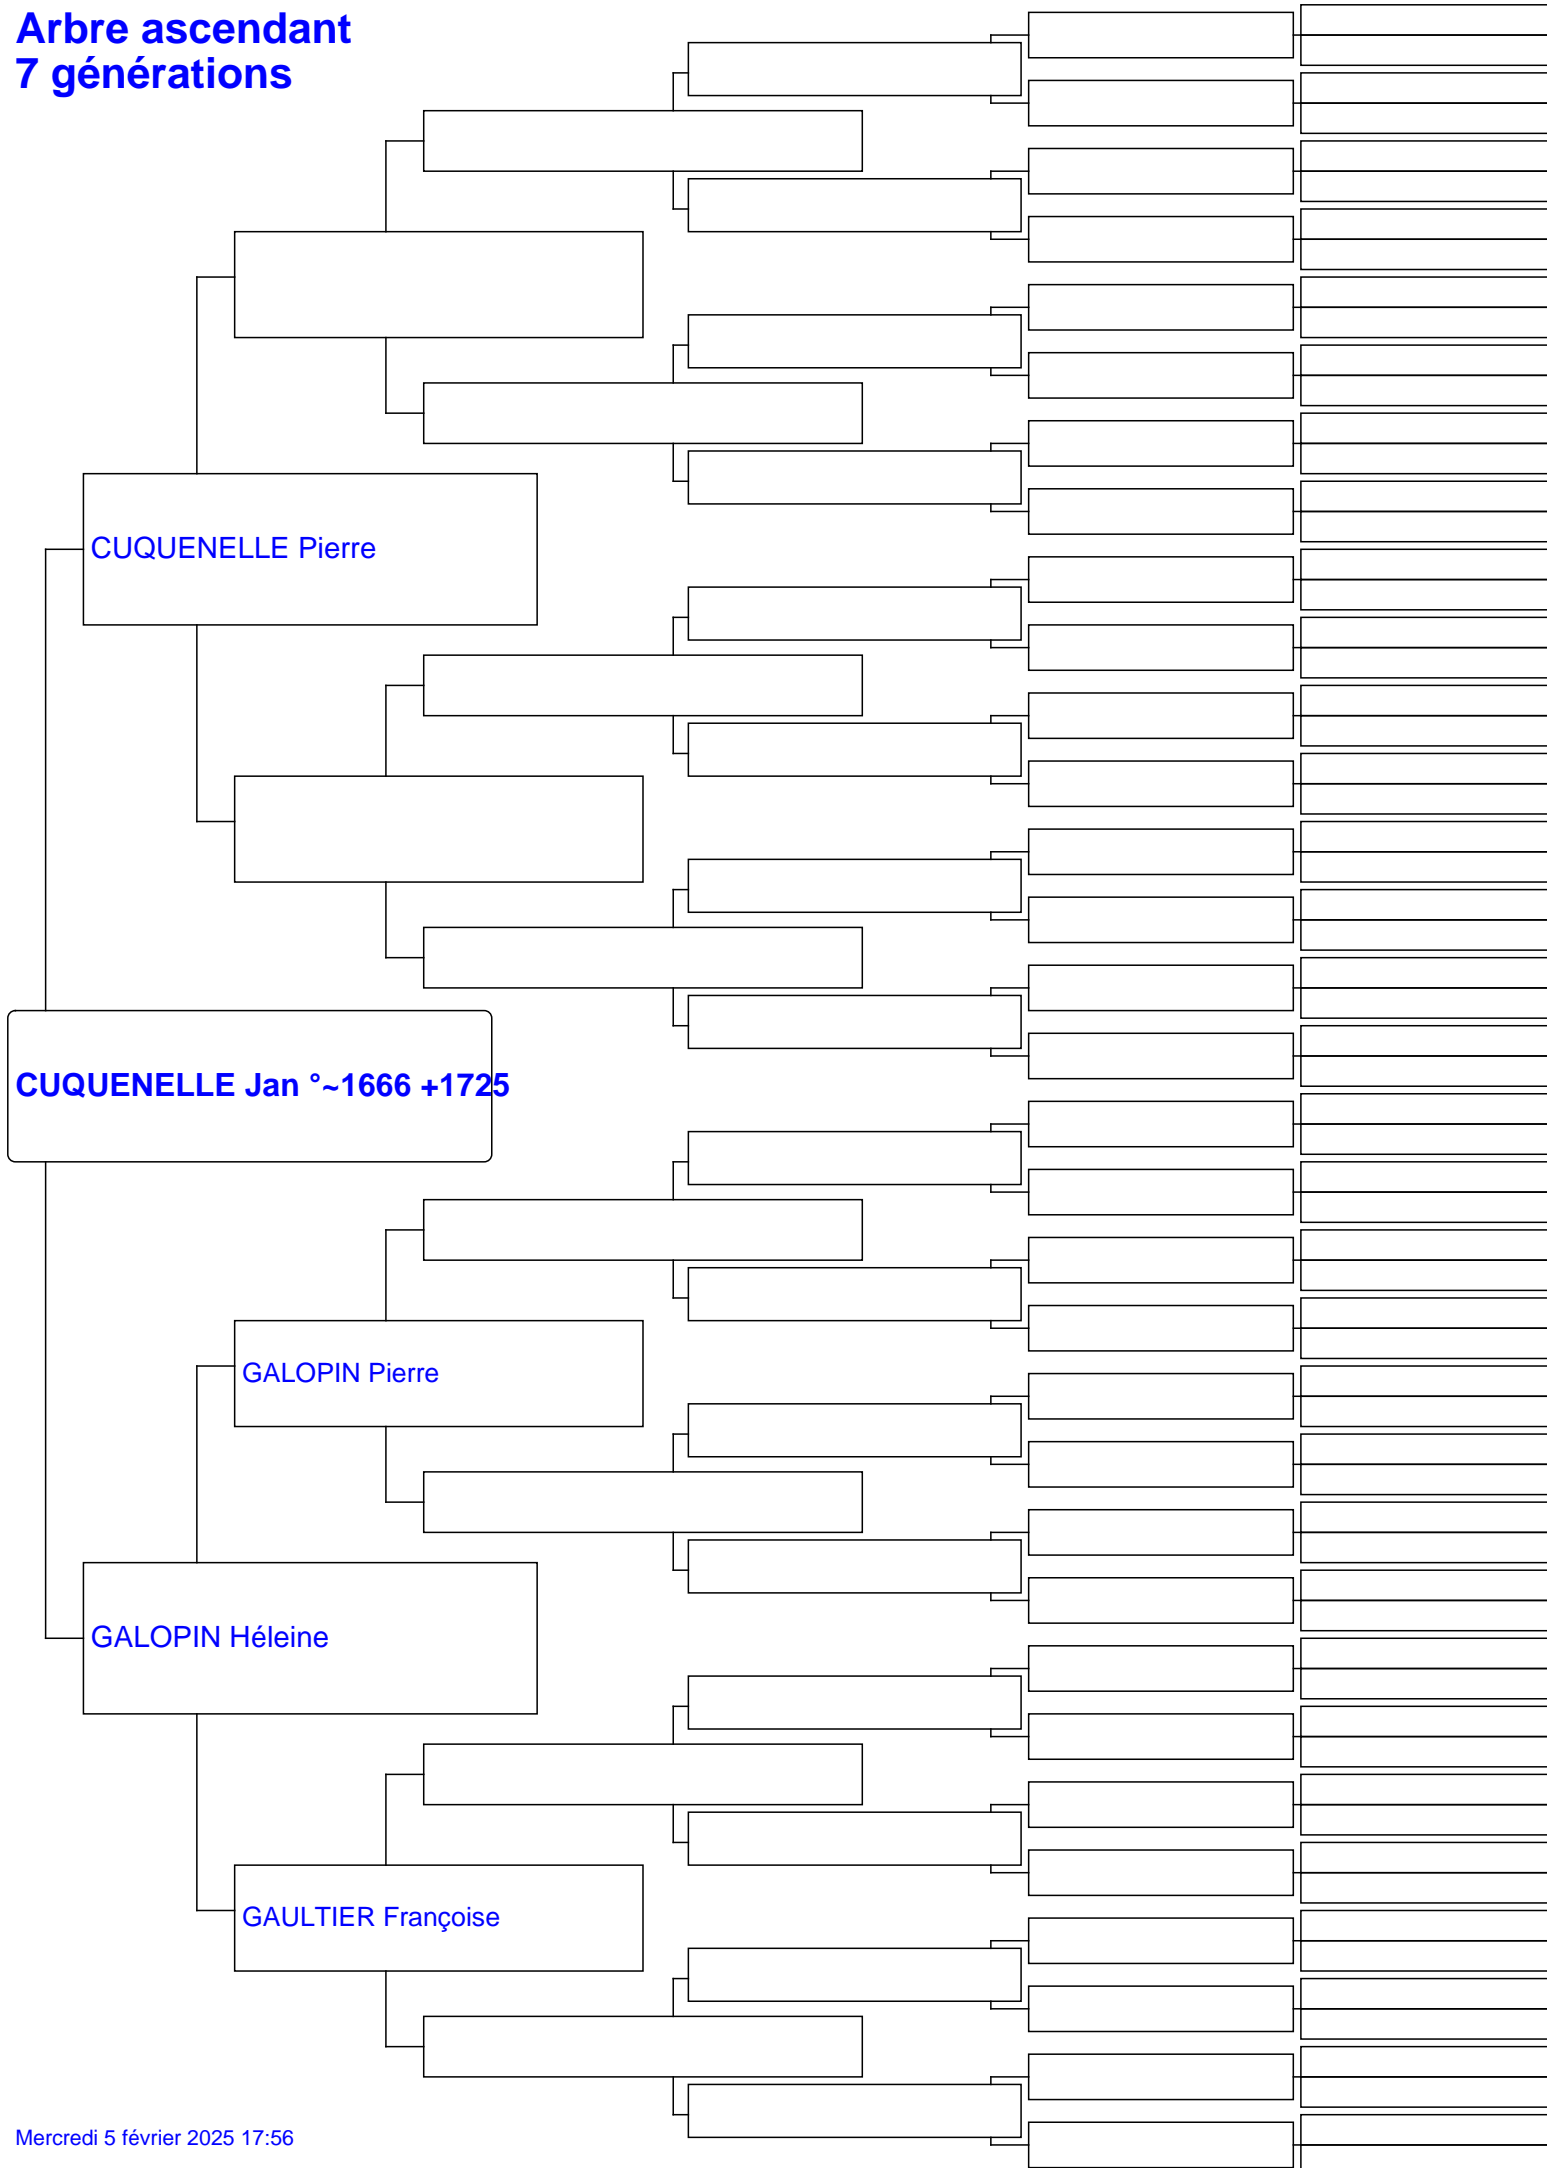 Arbre ascendant
7 générations
CUQUENELLE Pierre
CUQUENELLE Jan °~1666 +1725
GALOPIN Pierre
GALOPIN Héleine
GAULTIER Françoise
Mercredi 5 février 2025 17:56